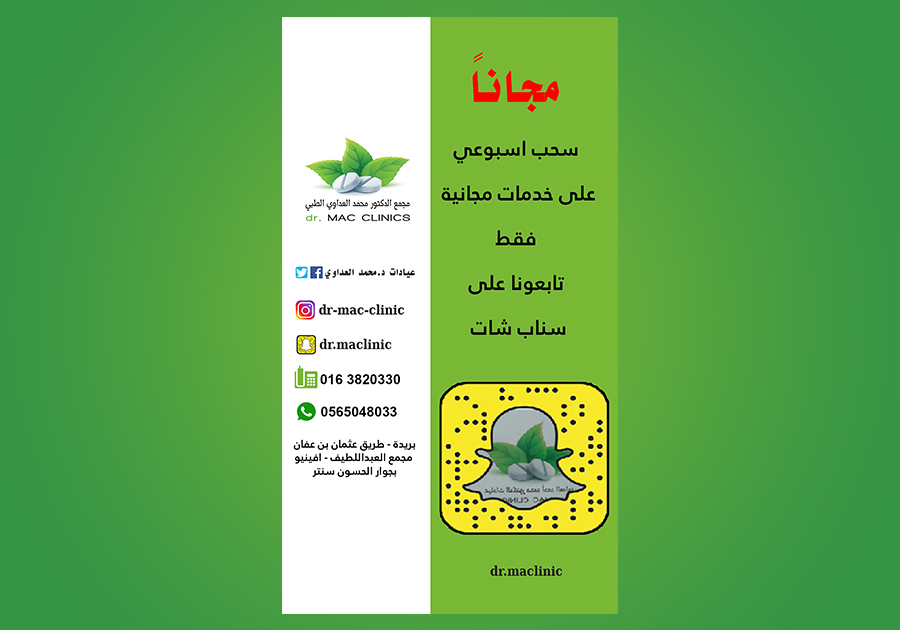 مجاناً
سحب اسبوعي
على خدمات مجانية
فقط
تابعونا على
سناب شات
dr.maclinic
مجمع الدكتور محمد العداوي الطبي
dr. MAC CLINICS
عيادات د.محمد العداوي
dr-mac-clinic
dr.maclinic
016 3820330
0565048033
بريدة - طريق عثمان بن عفان
مجمع العبداللطيف - افينيو
بجوار الحسون سنتر